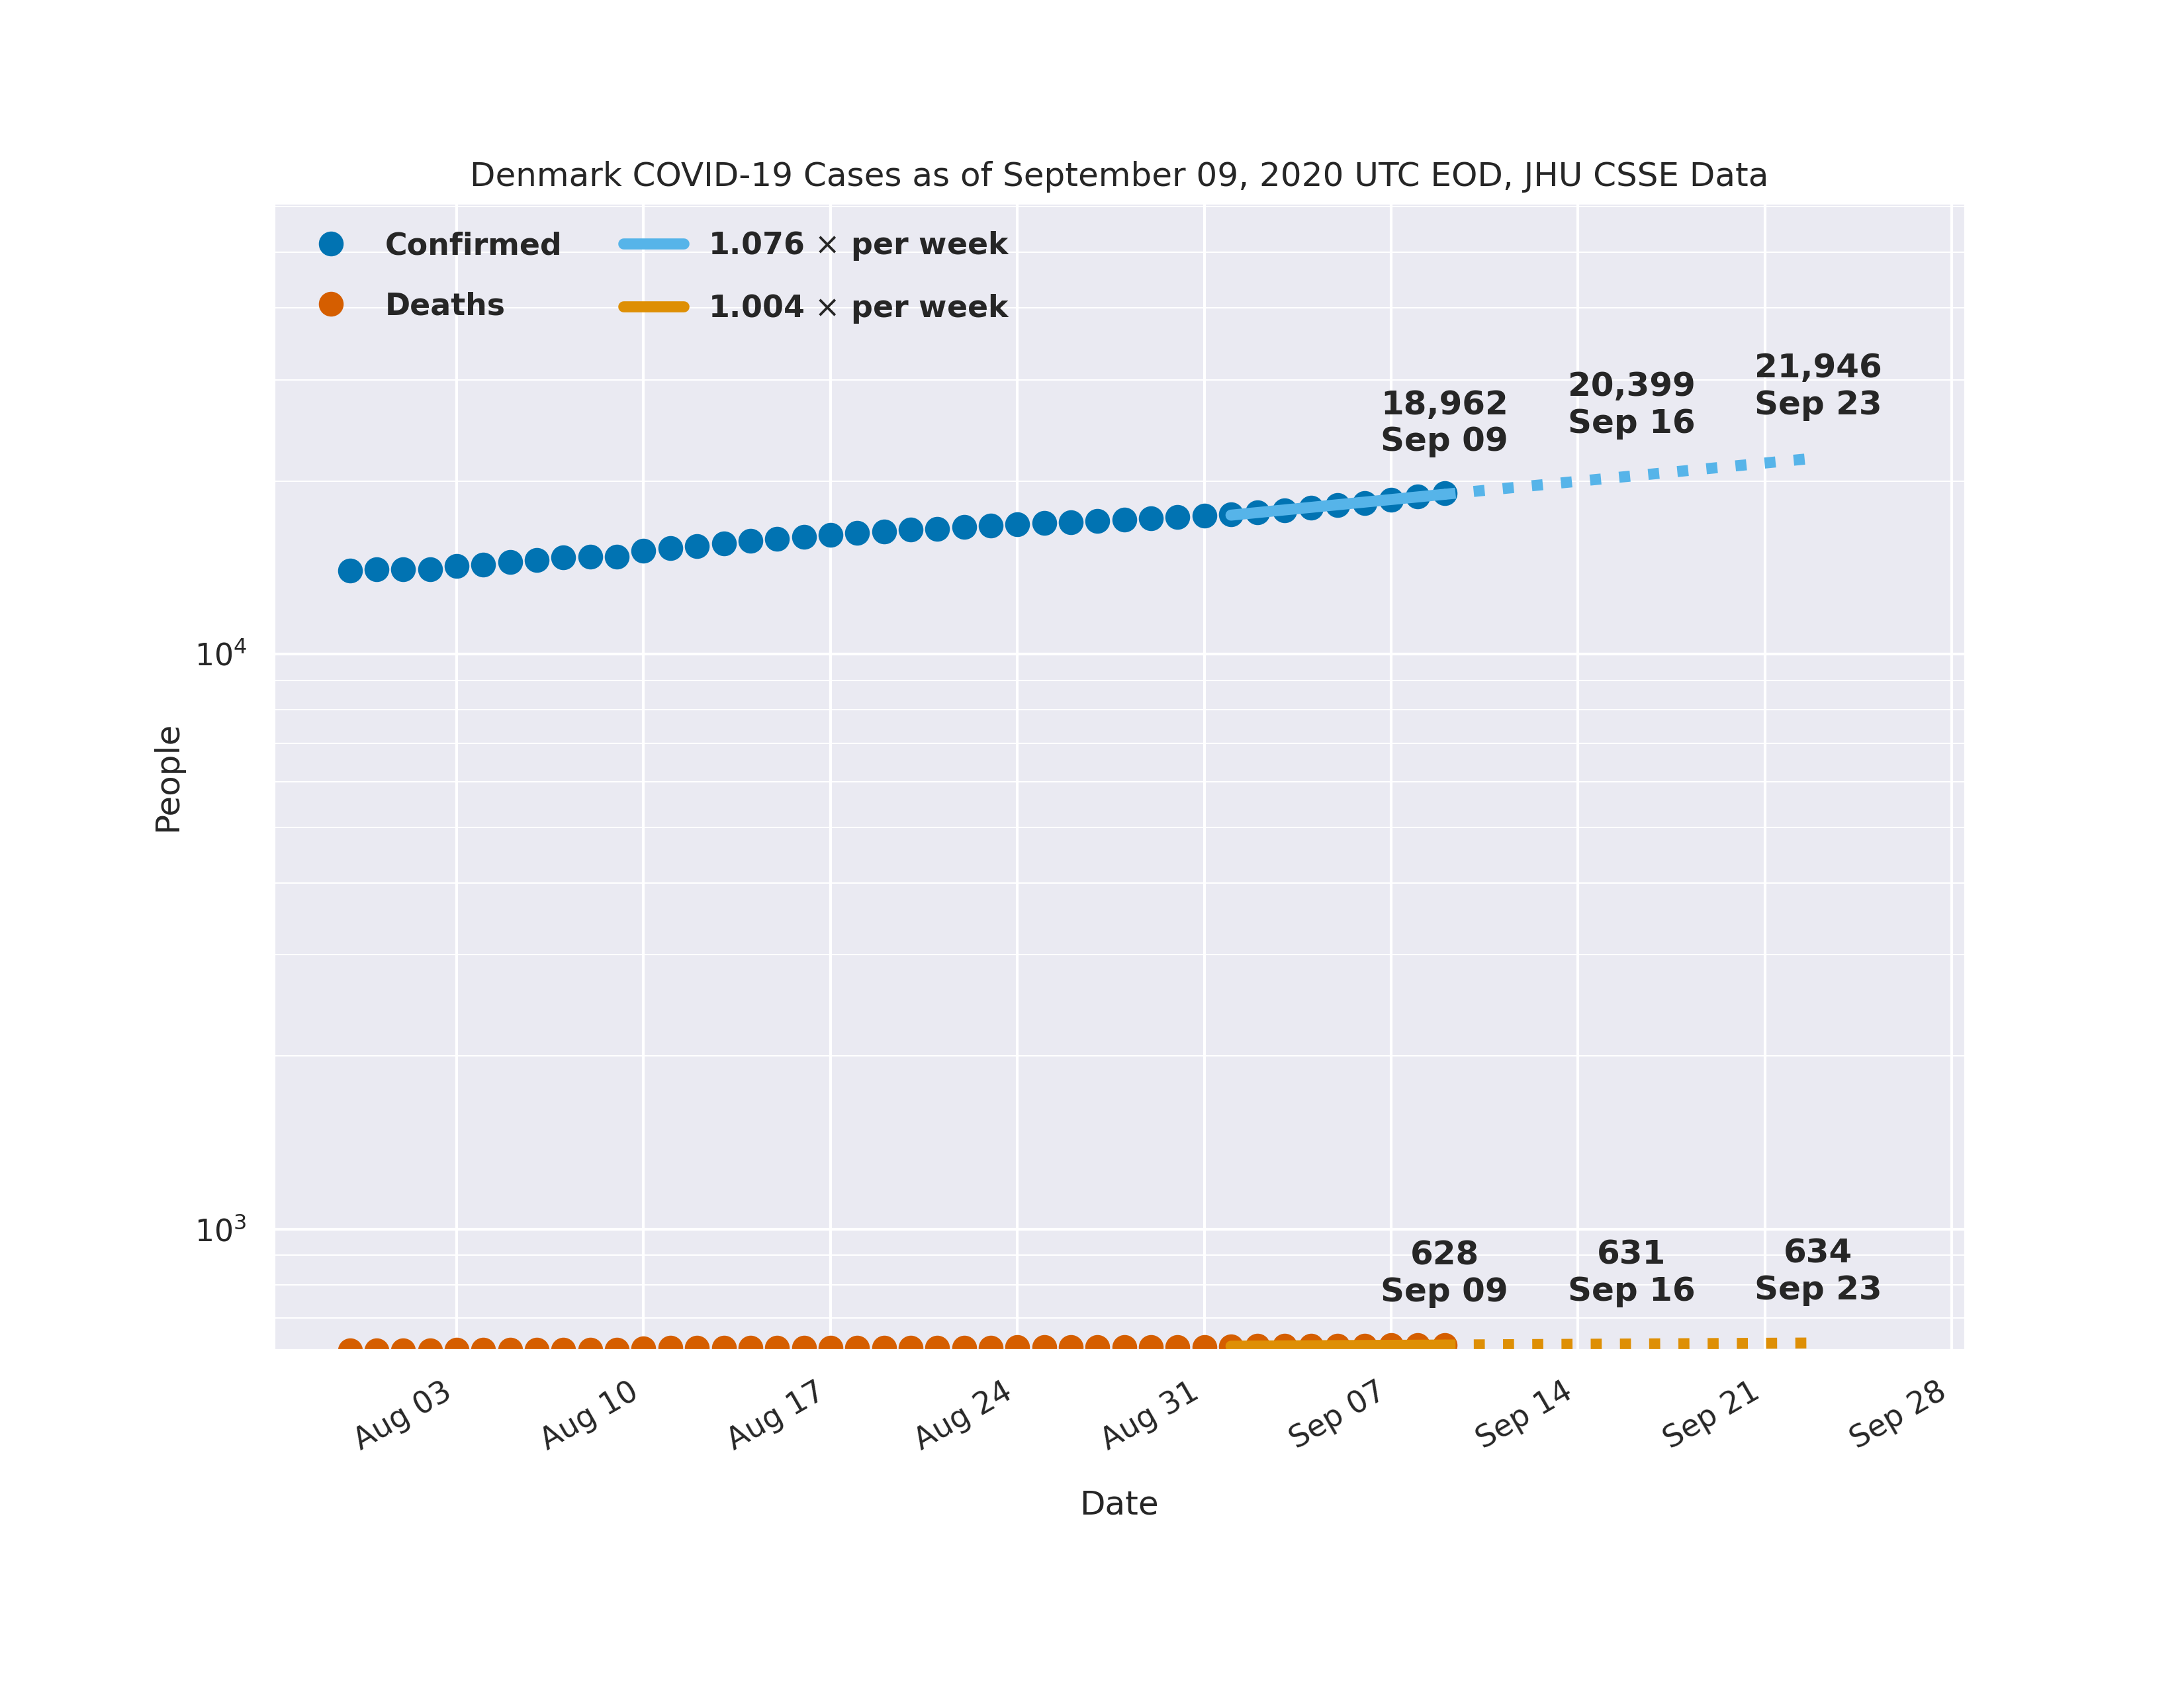 Denmark COVID-19 Cases as of September 09, 2020 UTC EOD, JHU CSSE Data
Confirmed
Deaths
1.076 × per week
1.004 × per week
18,962
Sep 09
20,399
Sep 16
21,946
Sep 23
10⁴
People
10³
628
Sep 09
631
Sep 16
634
Sep 23
Aug 03
Aug 10
Aug 17
Aug 24
Aug 31
Sep 07
Sep 14
Sep 21
Sep 28
Date